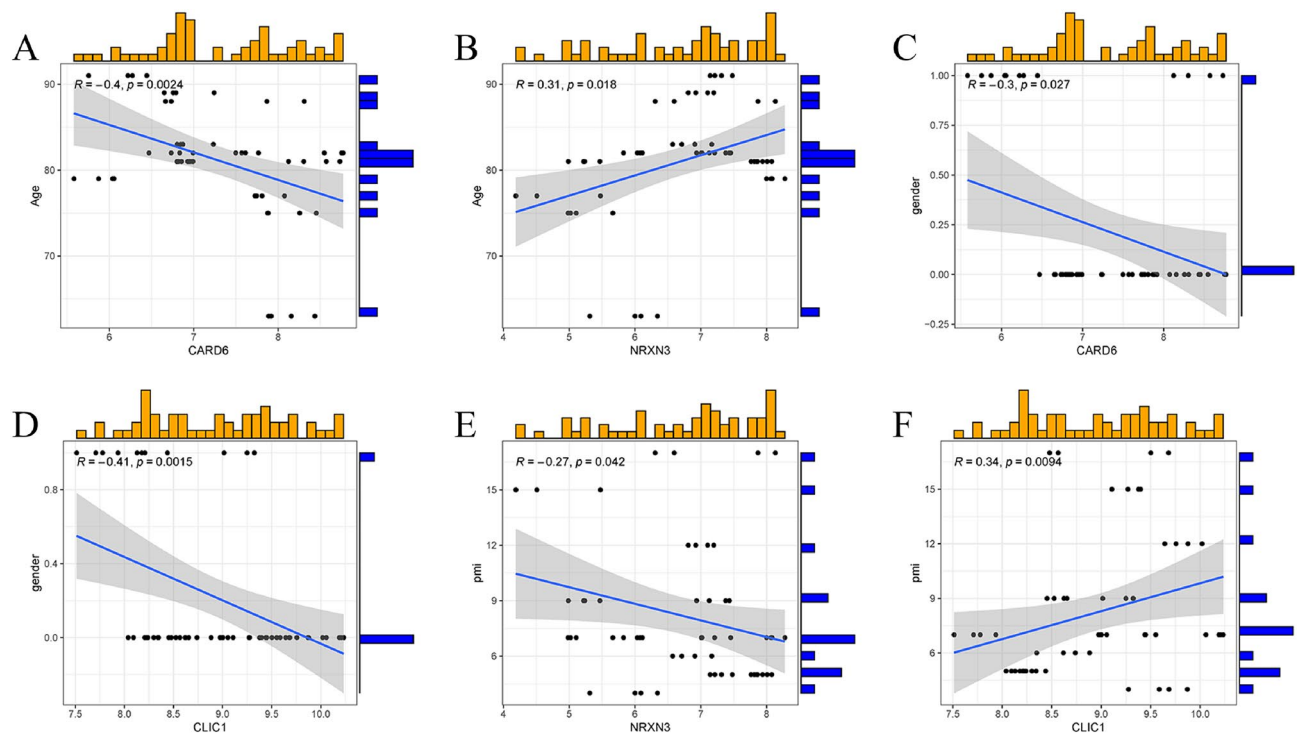 A
R = −0.4, p = 0.0024
90
80
70
Age
6
7
8
CARD6
B
R = 0.31, p = 0.018
90
80
70
Age
4
5
6
7
8
NRXN3
C
R = −0.3, p = 0.027
1.00
0.75
0.50
0.25
0.00
−0.25
gender
6
7
8
CARD6
D
R = −0.41, p = 0.0015
0.8
0.4
0.0
gender
7.5
8.0
8.5
9.0
9.5
10.0
CLIC1
E
R = −0.27, p = 0.042
15
12
9
6
pmi
4
5
6
7
8
NRXN3
F
R = 0.34, p = 0.0094
15
12
9
6
pmi
7.5
8.0
8.5
9.0
9.5
10.0
CLIC1